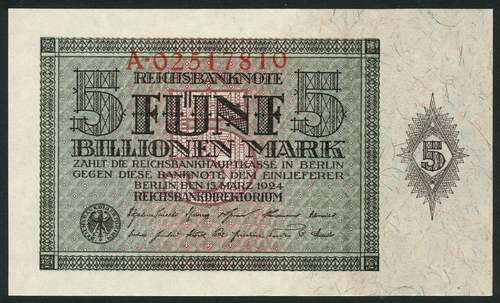 A·02517810
REICHSBANKNOTE
5 FÜNF 5
BILLIONEN MARK
ZAHLT DIE REICHSBANKHAUPTKASSE IN BERLIN
GEGEN DIESE BANKNOTE DEM EINLIEFERER
BERLIN, DEN 15. MÄRZ 1924
REICHSBANKDIREKTORIUM
5